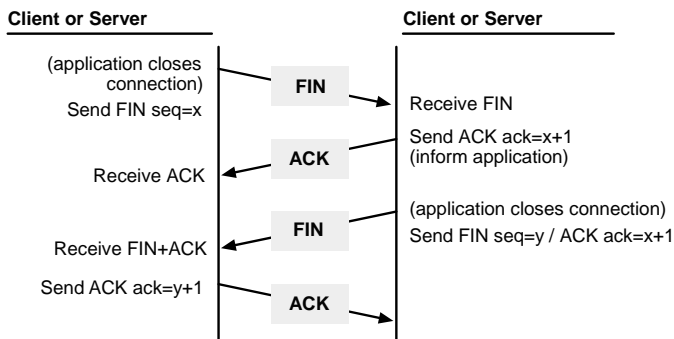 Client or Server
Client or Server
(application closes
connection)
Send FIN seq=x
FIN
Receive FIN
Send ACK ack=x+1
(inform application)
ACK
Receive ACK
(application closes connection)
Send FIN seq=y / ACK ack=x+1
FIN
Receive FIN+ACK
Send ACK ack=y+1
ACK